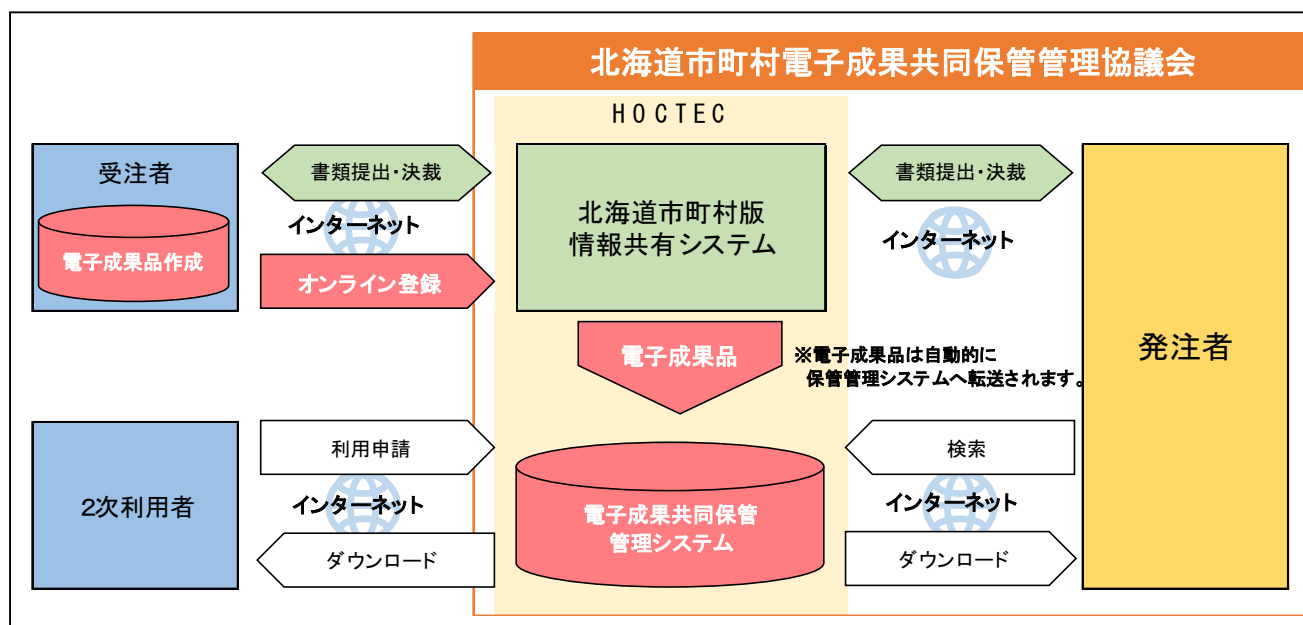 北海道市町村電子成果共同保管管理協議会
HOCTEC
受注者
電子成果品作成
書類提出・決裁
インターネット
オンライン登録
北海道市町村版
情報共有システム
書類提出・決裁
インターネット
発注者
電子成果品
※電子成果品は自動的に
保管管理システムへ転送されます。
2次利用者
利用申請
インターネット
ダウンロード
電子成果共同保管
管理システム
検索
インターネット
ダウンロード